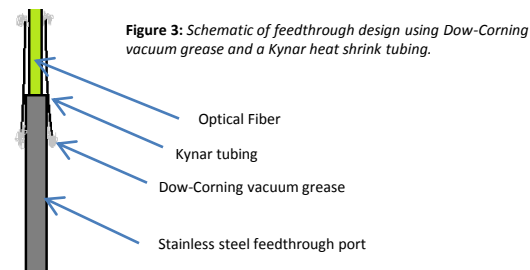 Figure 3: Schematic of feedthrough design using Dow-Corning
vacuum grease and a Kynar heat shrink tubing.
Optical Fiber
Kynar tubing
Dow-Corning vacuum grease
Stainless steel feedthrough port